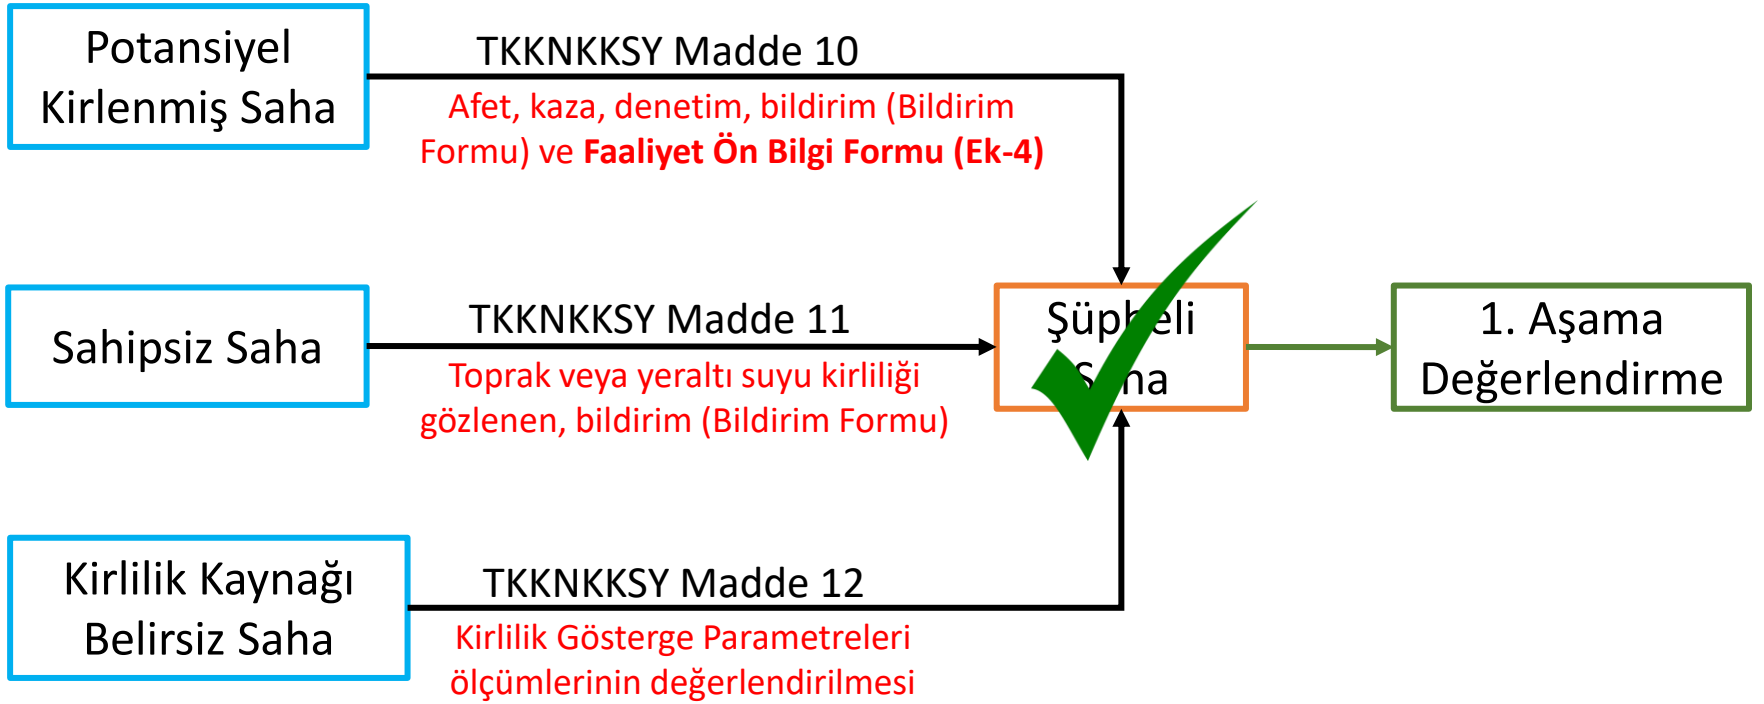 Potansiyel
Kirlenmiş Saha
TKKNKKSY Madde 10
Afet, kaza, denetim, bildirim (Bildirim
Formu) ve Faaliyet Ön Bilgi Formu (Ek-4)
Sahipsiz Saha
TKKNKKSY Madde 11
Toprak veya yeraltı suyu kirliliği
gözlenen, bildirim (Bildirim Formu)
Şüpheli
Saha
1. Aşama
Değerlendirme
Kirlilik Kaynağı
Belirsiz Saha
TKKNKKSY Madde 12
Kirlilik Gösterge Parametreleri
ölçümlerinin değerlendirilmesi